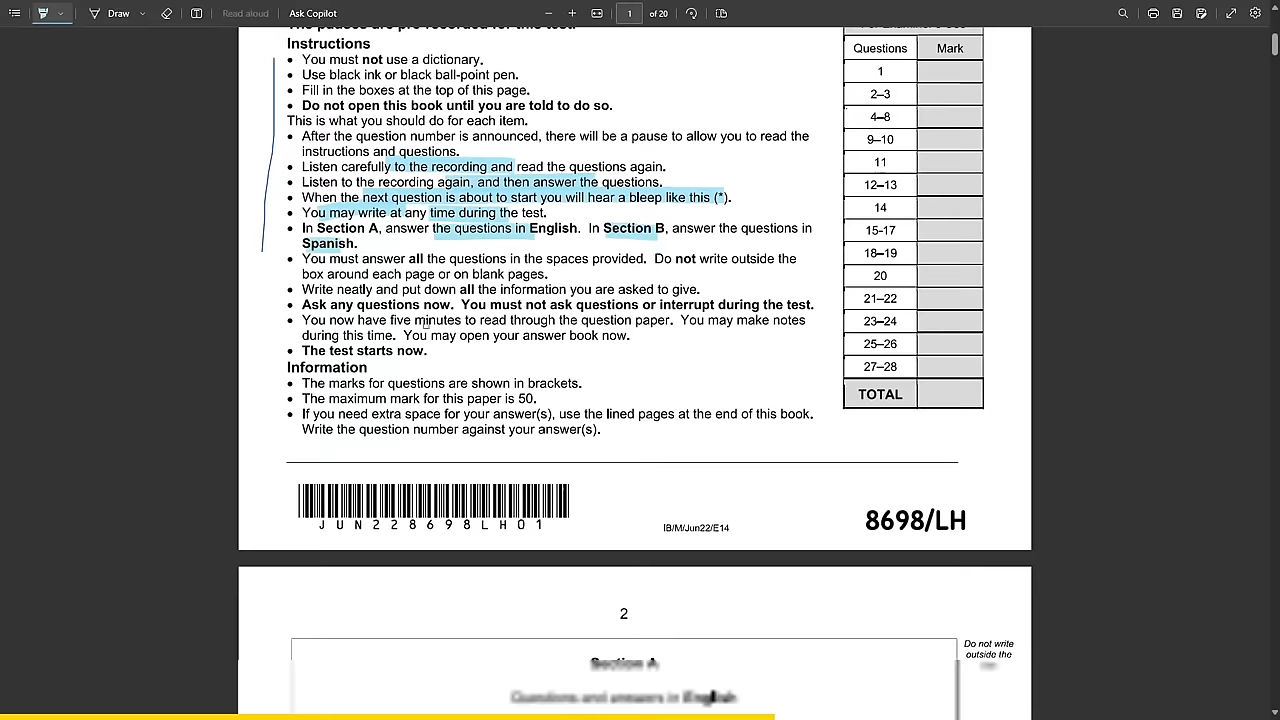 Draw
Read aloud
Ask Copilot
1 of 20
Instructions
• You must not use a dictionary.
• Use black ink or black ball-point pen.
• Fill in the boxes at the top of this page.
• Do not open this book until you are told to do so.
This is what you should do for each item.
• After the question number is announced, there will be a pause to allow you to read the
instructions and questions.
• Listen carefully to the recording and read the questions again.
• Listen to the recording again, and then answer the questions.
• When the next question is about to start you will hear a bleep like this (*).
• You may write at any time during the test.
• In Section A, answer the questions in English. In Section B, answer the questions in
Spanish.
• You must answer all the questions in the spaces provided. Do not write outside the
box around each page or on blank pages.
• Write neatly and put down all the information you are asked to give.
• Ask any questions now. You must not ask questions or interrupt during the test.
• You now have five minutes to read through the question paper. You may make notes
during this time. You may open your answer book now.
• The test starts now.
Information
• The marks for questions are shown in brackets.
• The maximum mark for this paper is 50.
• If you need extra space for your answer(s), use the lined pages at the end of this book.
Write the question number against your answer(s).
Questions Mark
1
2–3
4–8
9–10
11
12–13
14
15-17
18–19
20
21–22
23–24
25–26
27–28
TOTAL
JUN228698LH01
IB/M/Jun22/E14
8698/LH
2
Do not write
outside the
Section A
Questions and answers in English